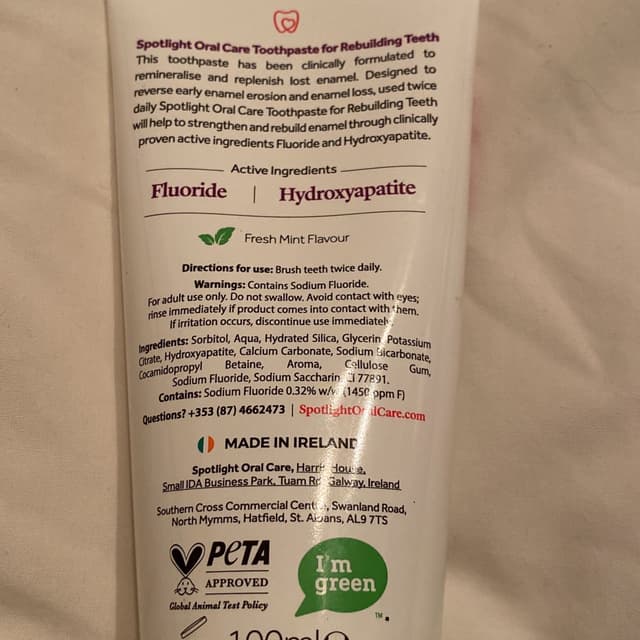 Spotlight Oral Care Toothpaste for Rebuilding Teeth
This toothpaste has been clinically formulated to
remineralise and replenish lost enamel. Designed to
reverse early enamel erosion and enamel loss, used twice
daily Spotlight Oral Care Toothpaste for Rebuilding Teeth
will help to strengthen and rebuild enamel through clinically
proven active ingredients Fluoride and Hydroxyapatite.
Active Ingredients
Fluoride | Hydroxyapatite
Fresh Mint Flavour
Directions for use: Brush teeth twice daily.
Warnings: Contains Sodium Fluoride.
For adult use only. Do not swallow. Avoid contact with eyes;
rinse immediately if product comes into contact with them.
If irritation occurs, discontinue use immediately.
Ingredients: Sorbitol, Aqua, Hydrated Silica, Glycerin, Potassium
Citrate, Hydroxyapatite, Calcium Carbonate, Sodium Bicarbonate,
Cocamidopropyl Betaine, Aroma, Cellulose Gum,
Sodium Fluoride, Sodium Saccharin, CI 77891.
Contains: Sodium Fluoride 0.32% w/w (1450 ppm F)
Questions? +353 (87) 4662473 | SpotlightOralCare.com
MADE IN IRELAND
Spotlight Oral Care, Harris House,
Small IDA Business Park, Tuam Rd, Galway, Ireland
Southern Cross Commercial Centre, Swanland Road,
North Mymms, Hatfield, St. Albans, AL9 7TS
PETA
APPROVED
Global Animal Test Policy
I'm
green
TM
100ml e